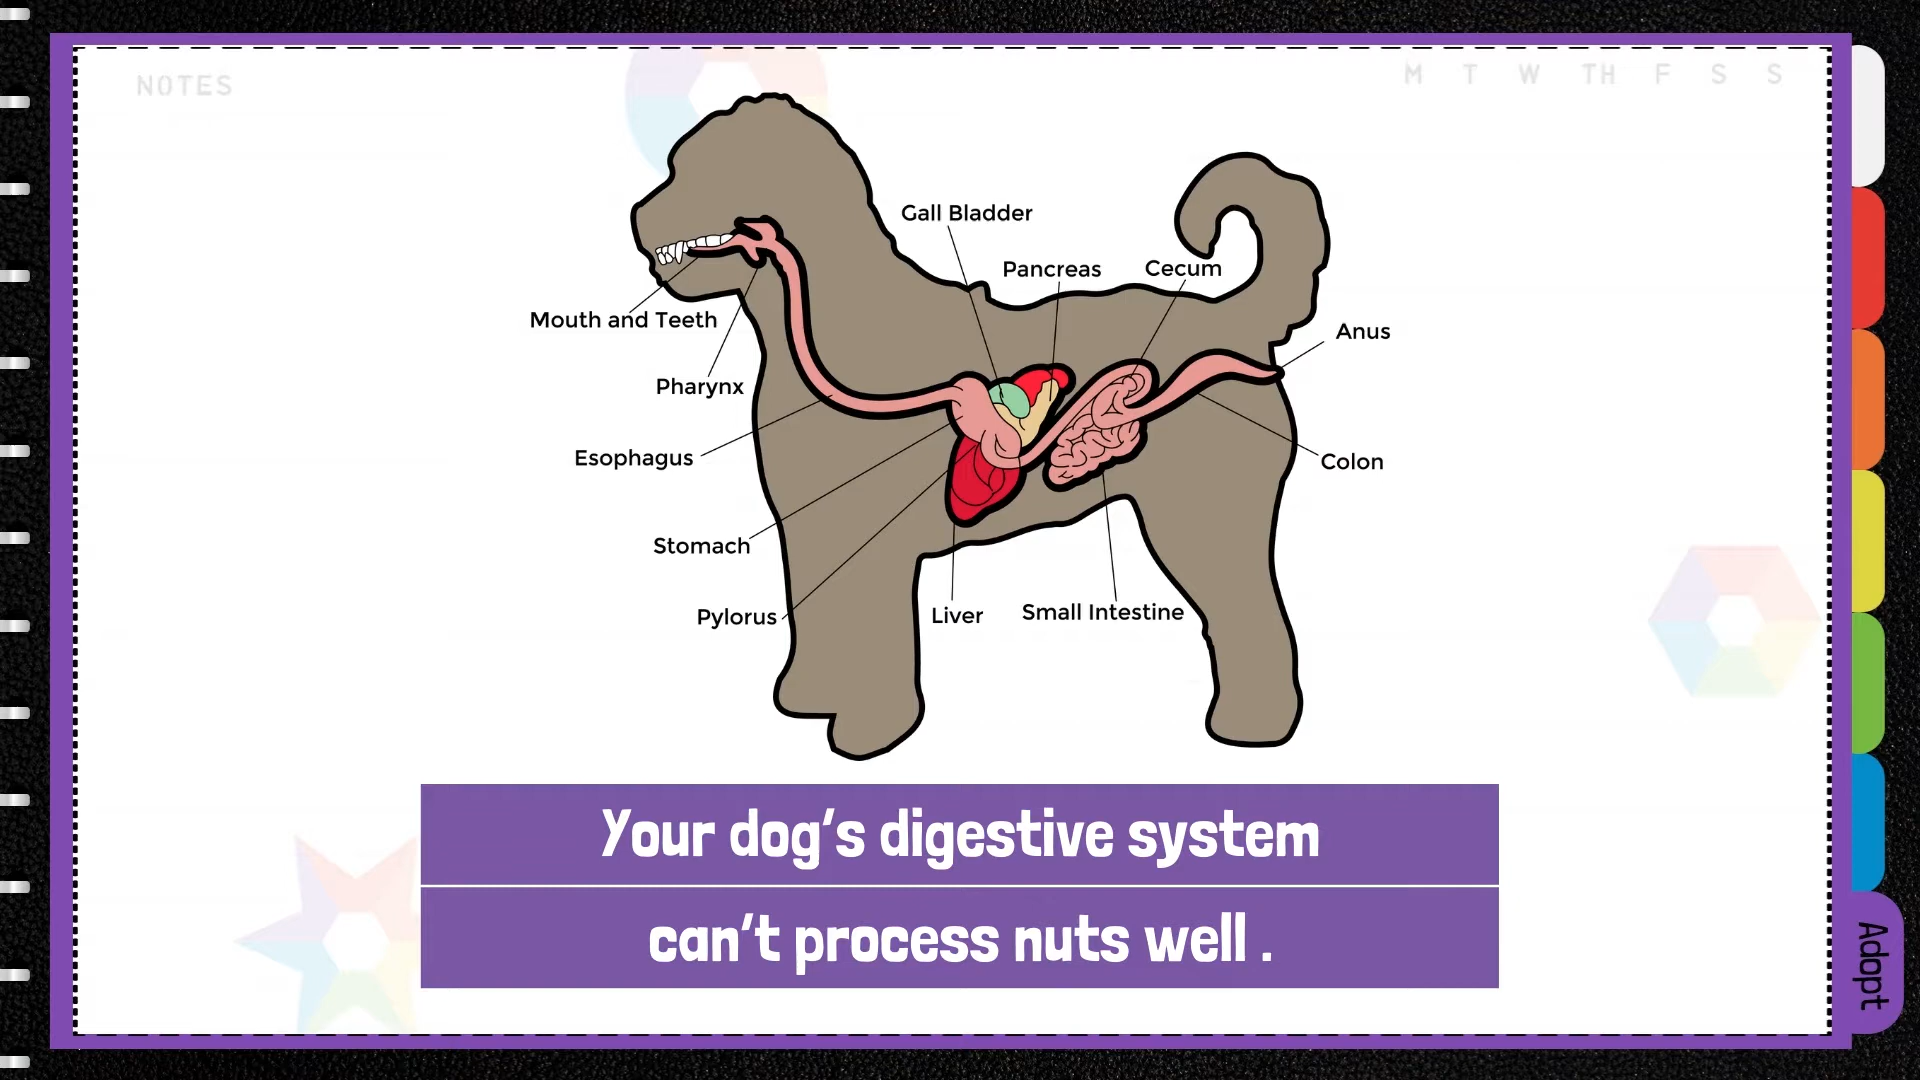 NOTES
M T W TH F S S
Gall Bladder
Pancreas
Cecum
Mouth and Teeth
Anus
Pharynx
Esophagus
Colon
Stomach
Pylorus
Liver
Small Intestine
Your dog's digestive system
can't process nuts well .
Adopt